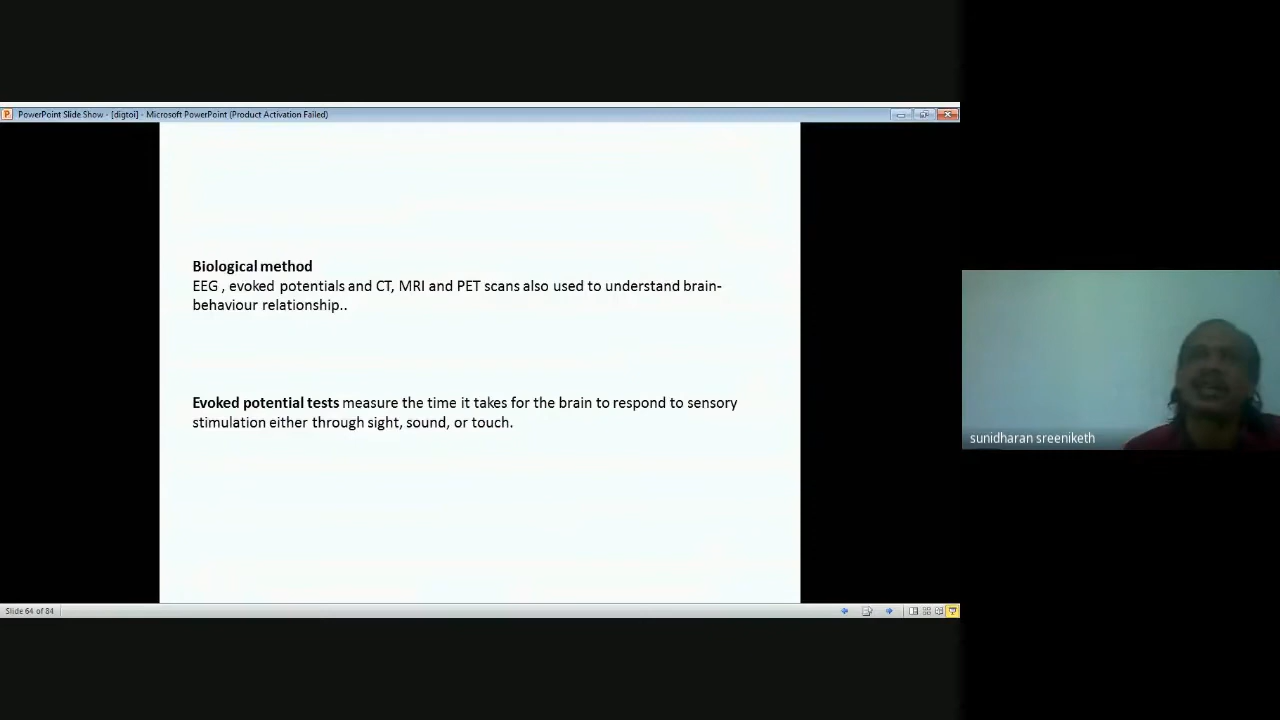 PowerPoint Slide Show - [digtoi] - Microsoft PowerPoint (Product Activation Failed)
Biological method
EEG , evoked potentials and CT, MRI and PET scans also used to understand brain-
behaviour relationship..
Evoked potential tests measure the time it takes for the brain to respond to sensory
stimulation either through sight, sound, or touch.
sunidharan sreeniketh
Slide 64 of 84